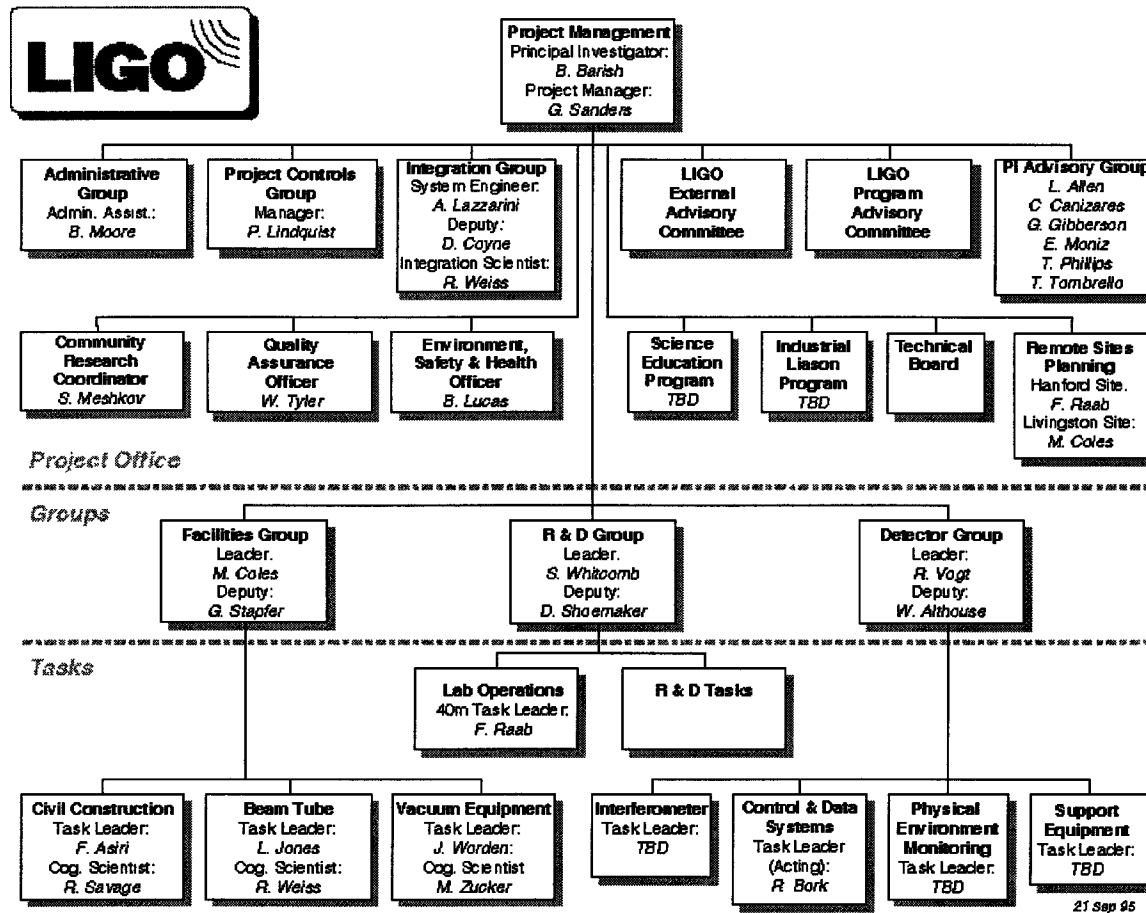 LIGO
Project Management
Principal Investigator:
B. Barish
Project Manager:
G. Sanders
Administrative
Group
Admin. Assist.:
B. Moore
Project Controls
Group
Manager:
P. Lindquist
Integration Group
System Engineer:
A. Lazzarini
Deputy:
D. Coyne
Integration Scientist:
R. Weiss
LIGO
External
Advisory
Committee
LIGO
Program
Advisory
Committee
PI Advisory Group
L. Allen
C Canizares
G. Gibberson
E. Moniz
T. Phillips
T. Tombrello
Community
Research
Coordinator
S. Meshkov
Quality
Assurance
Officer
W. Tyler
Environment,
Safety & Health
Officer
B. Lucas
Science
Education
Program
TBD
Industrial
Liason
Program
TBD
Technical
Board
Remote Sites
Planning
Hanford Site.
F. Raab
Livingston Site:
M. Coles
Project Office
Groups
Facilities Group
Leader.
M. Coles
Deputy:
G. Stapfer
R & D Group
Leader.
S. Whitcomb
Deputy:
D. Shoemaker
Detector Group
Leader:
R. Vogt
Deputy:
W. Althouse
Tasks
Lab Operations
40m Task Leader:
F. Raab
R & D Tasks
Civil Construction
Task Leader:
F. Asiri
Cog. Scientist:
R. Savage
Beam Tube
Task Leader:
L. Jones
Cog. Scientist:
R. Weiss
Vacuum Equipment
Task Leader:
J. Worden:
Cog. Scientist
M. Zucker
Interferometer
Task Leader:
TBD
Control & Data
Systems
Task Leader
(Acting):
R. Bork
Physical
Environment
Monitoring
Task Leader:
TBD
Support
Equipment
Task Leader:
TBD
21 Sep 95